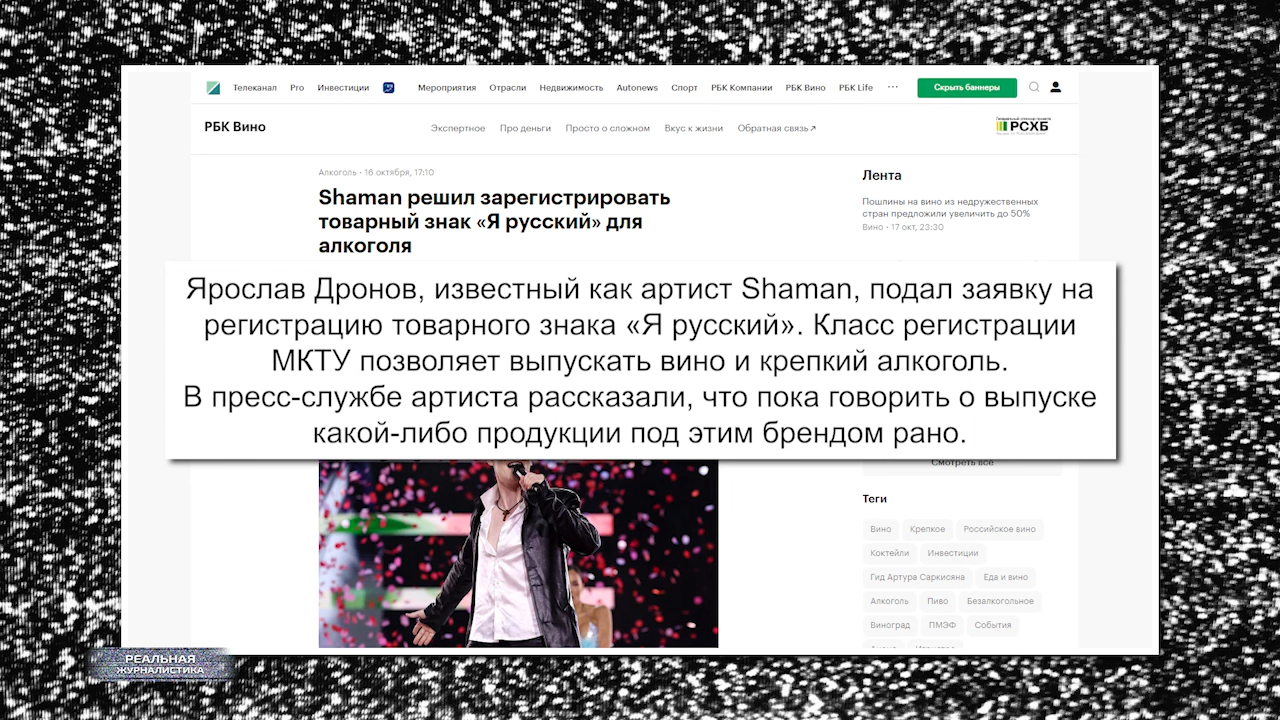 Телеканал Pro Инвестиции Мероприятия Отрасли Недвижимость Autonews Спорт РБК Компании РБК Вино РБК Life ... Скрыть баннеры
РБК Вино
Экспертное Про деньги Просто о сложном Вкус к жизни Обратная связь↗
РСХБ
Алкоголь · 16 октября, 17:10
Shaman решил зарегистрировать
товарный знак «Я русский» для
алкоголя
Лента
Пошлины на вино из недружественных
стран предложили увеличить до 50%
Вино · 17 окт, 23:30
Ярослав Дронов, известный как артист Shaman, подал заявку на
регистрацию товарного знака «Я русский». Класс регистрации
МКТУ позволяет выпускать вино и крепкий алкоголь.
В пресс-службе артиста рассказали, что пока говорить о выпуске
какой-либо продукции под этим брендом рано.
Смотреть все
Теги
Вино Крепкое Российское вино
Коктейли Инвестиции
Гид Артура Саркисяна Еда и вино
Алкоголь Пиво Безалкогольное
Виноград ПМЭФ События
РЕАЛЬНАЯ
ЖУРНАЛИСТИКА